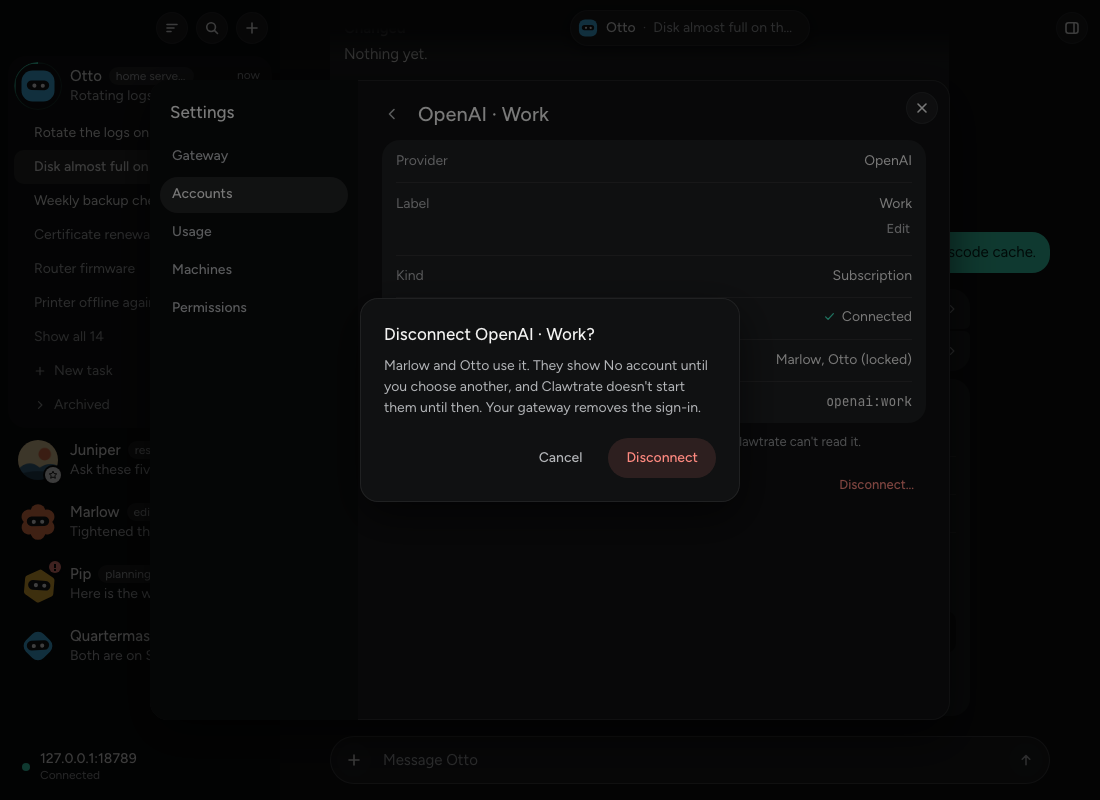 Otto · Disk almost full on th...
Nothing yet.
Otto home serve... now
Rotating logs
Rotate the logs on
Disk almost full on
Weekly backup che
Certificate renewa
Router firmware
Printer offline again
Show all 14
New task
Archived
Juniper res
Ask these five
Marlow edi
Tightened th
Pip planning
Here is the w
Quartermas
Both are on S
127.0.0.1:18789
Connected
Settings
Gateway
Accounts
Usage
Machines
Permissions
OpenAI · Work
Provider OpenAI
Label Work
Edit
Kind Subscription
Connected
Marlow, Otto (locked)
openai:work
lawtrate can't read it.
Disconnect...
scode cache.
Disconnect OpenAI · Work?
Marlow and Otto use it. They show No account until
you choose another, and Clawtrate doesn't start
them until then. Your gateway removes the sign-in.
Cancel Disconnect
Message Otto